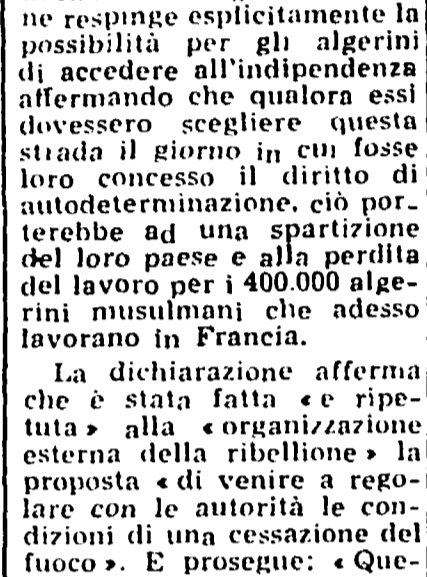 ne respinge esplicitamente la
possibilità per gli algerini
di accedere all'indipendenza
affermando che qualora essi
dovessero scegliere questa
strada il giorno in cui fosse
loro concesso il diritto di
autodeterminazione, ciò por-
terebbe ad una spartizione
del loro paese e alla perdita
del lavoro per i 400.000 alge-
rini musulmani che adesso
lavorano in Francia.
La dichiarazione afferma
che è stata fatta « e ripe-
tuta » alla « organizzazione
esterna della ribellione » la
proposta « di venire a rego-
lare con le autorità le con-
dizioni di una cessazione del
fuoco ». E prosegue: « Que-